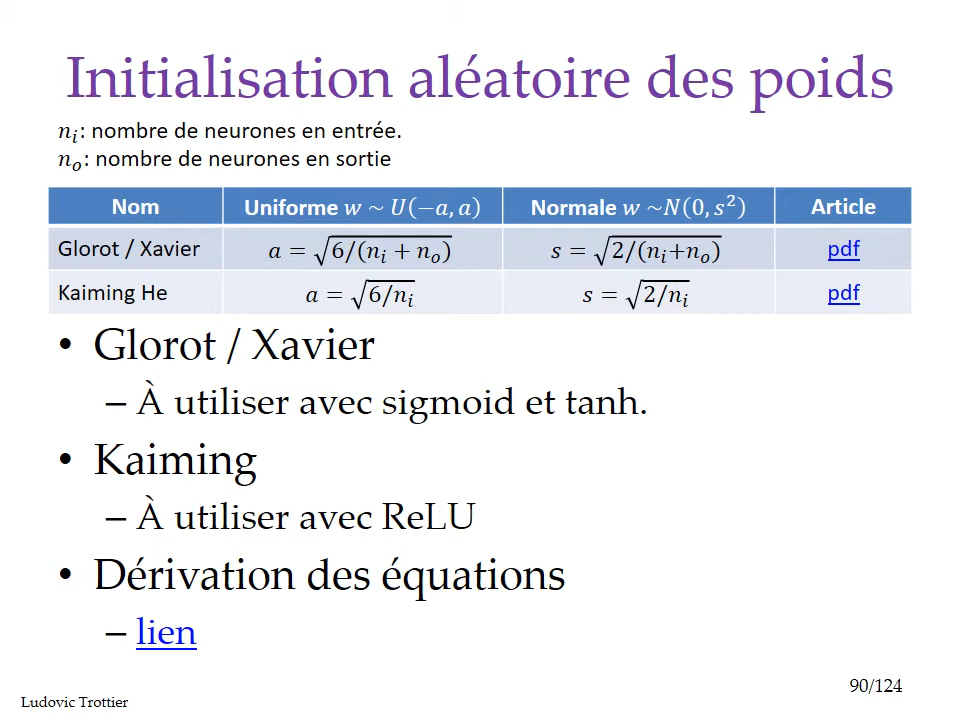 Initialisation aléatoire des poids
nᵢ: nombre de neurones en entrée.
nₒ: nombre de neurones en sortie
Nom Uniforme w ~ U(−a, a) Normale w ~N(0, s²) Article
Glorot / Xavier a = √(6/(nᵢ + nₒ)) s = √(2/(nᵢ+nₒ)) pdf
Kaiming He a = √(6/nᵢ) s = √(2/nᵢ) pdf
• Glorot / Xavier
– À utiliser avec sigmoid et tanh.
• Kaiming
– À utiliser avec ReLU
• Dérivation des équations
– lien
90/124
Ludovic Trottier